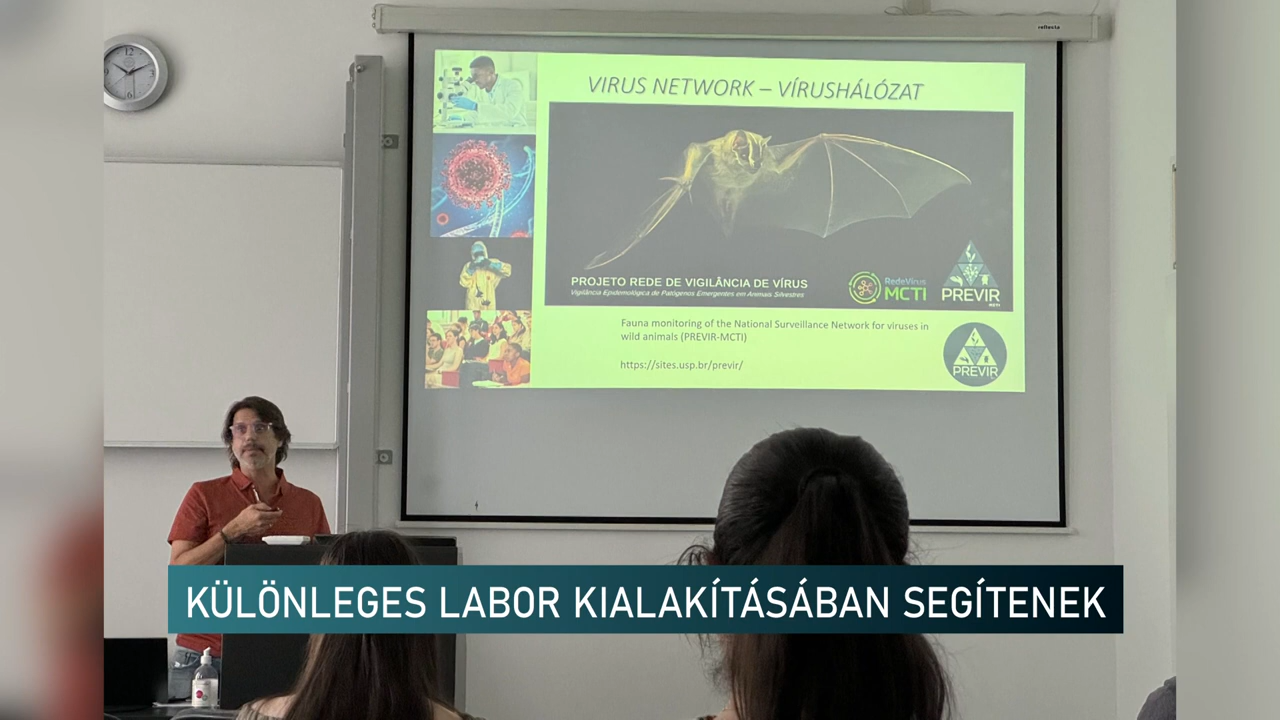 reflecta
VIRUS NETWORK – VÍRUSHÁLÓZAT
PROJETO REDE DE VIGILÂNCIA DE VÍRUS
Vigilância Epidemiológica de Patógenos Emergentes em Animais Silvestres
RedeVírus
MCTI
PREVIR
MCTI
Fauna monitoring of the National Surveillance Network for viruses in
wild animals (PREVIR-MCTI)
https://sites.usp.br/previr/
PREVIR
KÜLÖNLEGES LABOR KIALAKÍTÁSÁBAN SEGÍTENEK